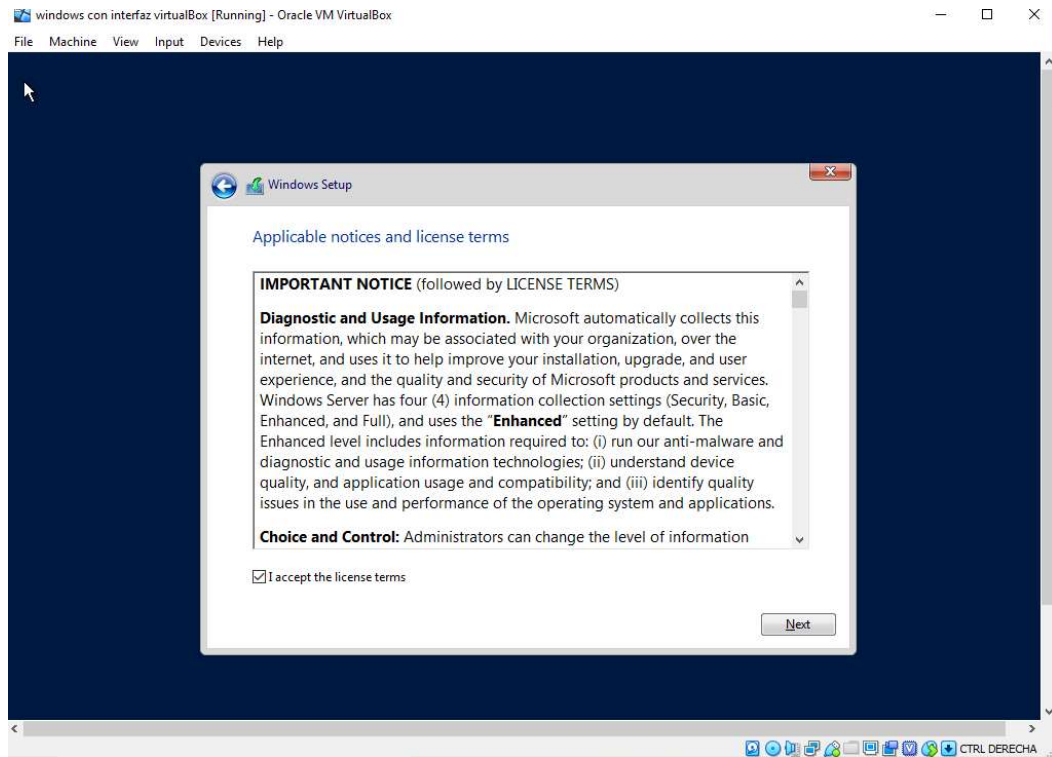 windows con interfaz virtualBox [Running] - Oracle VM VirtualBox
File Machine View Input Devices Help
Windows Setup
Applicable notices and license terms
IMPORTANT NOTICE (followed by LICENSE TERMS)
Diagnostic and Usage Information. Microsoft automatically collects this
information, which may be associated with your organization, over the
internet, and uses it to help improve your installation, upgrade, and user
experience, and the quality and security of Microsoft products and services.
Windows Server has four (4) information collection settings (Security, Basic,
Enhanced, and Full), and uses the “Enhanced” setting by default. The
Enhanced level includes information required to: (i) run our anti-malware and
diagnostic and usage information technologies; (ii) understand device
quality, and application usage and compatibility; and (iii) identify quality
issues in the use and performance of the operating system and applications.
Choice and Control: Administrators can change the level of information
I accept the license terms
Next
CTRL DERECHA